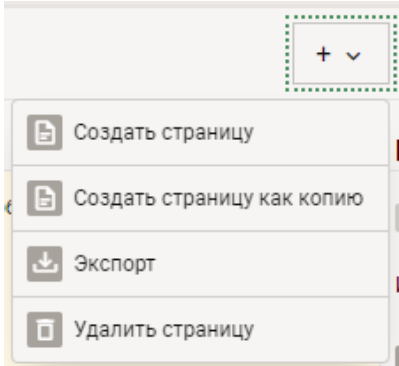 +
Создать страницу
Создать страницу как копию
Экспорт
Удалить страницу